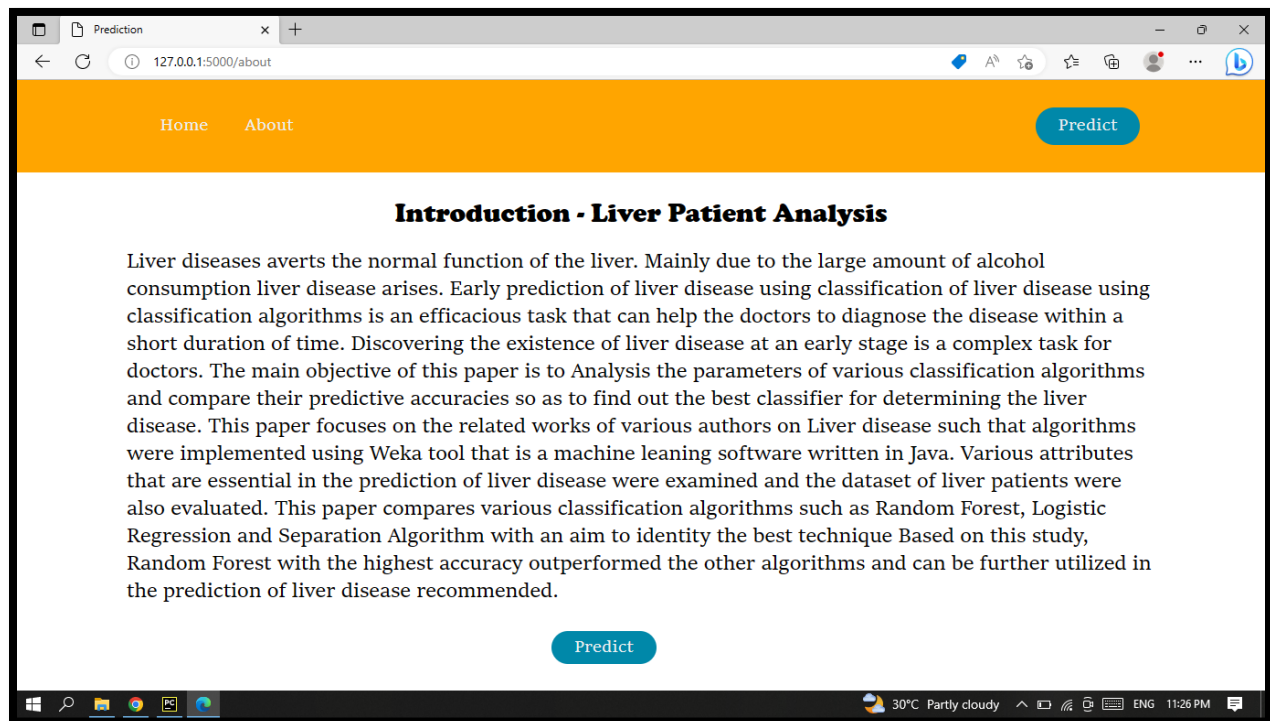 Prediction
127.0.0.1:5000/about
Home About Predict
Introduction - Liver Patient Analysis
Liver diseases averts the normal function of the liver. Mainly due to the large amount of alcohol
consumption liver disease arises. Early prediction of liver disease using classification of liver disease using
classification algorithms is an efficacious task that can help the doctors to diagnose the disease within a
short duration of time. Discovering the existence of liver disease at an early stage is a complex task for
doctors. The main objective of this paper is to Analysis the parameters of various classification algorithms
and compare their predictive accuracies so as to find out the best classifier for determining the liver
disease. This paper focuses on the related works of various authors on Liver disease such that algorithms
were implemented using Weka tool that is a machine leaning software written in Java. Various attributes
that are essential in the prediction of liver disease were examined and the dataset of liver patients were
also evaluated. This paper compares various classification algorithms such as Random Forest, Logistic
Regression and Separation Algorithm with an aim to identity the best technique Based on this study,
Random Forest with the highest accuracy outperformed the other algorithms and can be further utilized in
the prediction of liver disease recommended.
Predict
30°C Partly cloudy ENG 11:26 PM